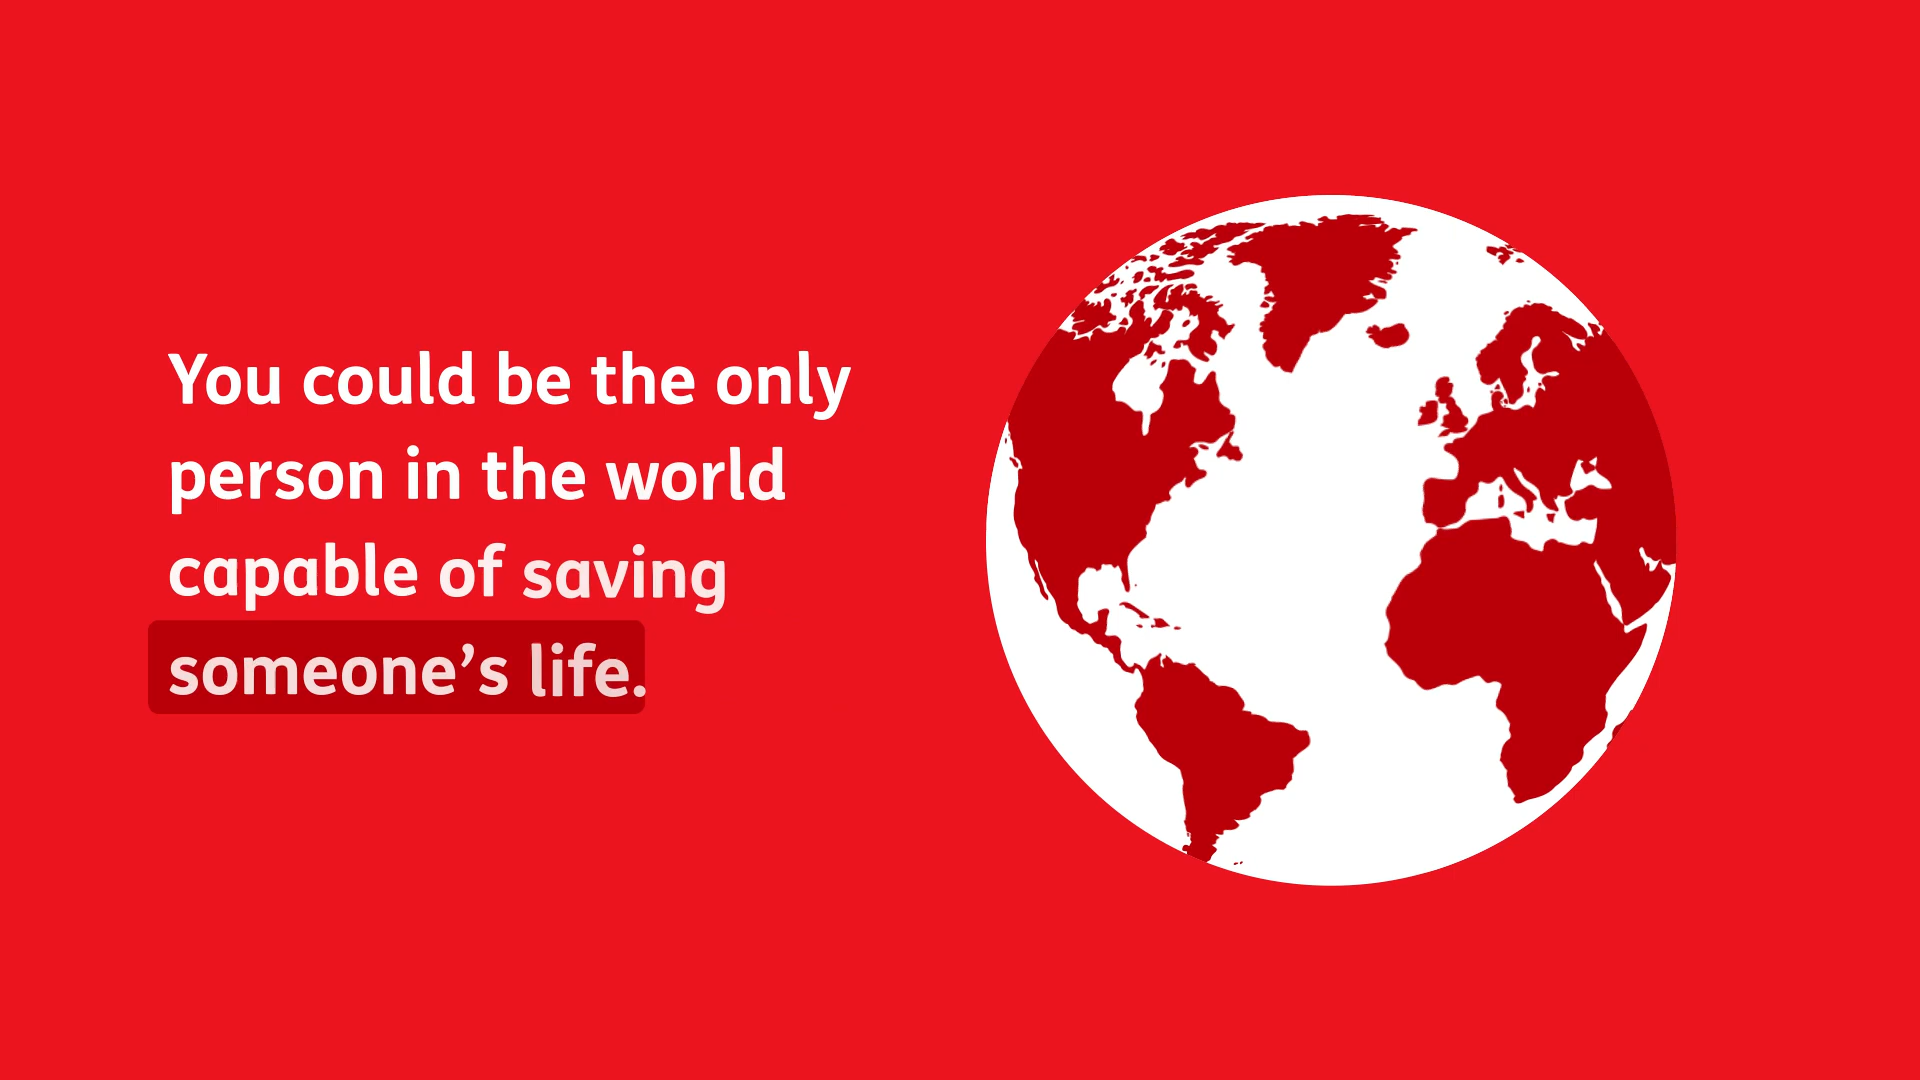 You could be the only
person in the world
capable of saving
someone’s life.